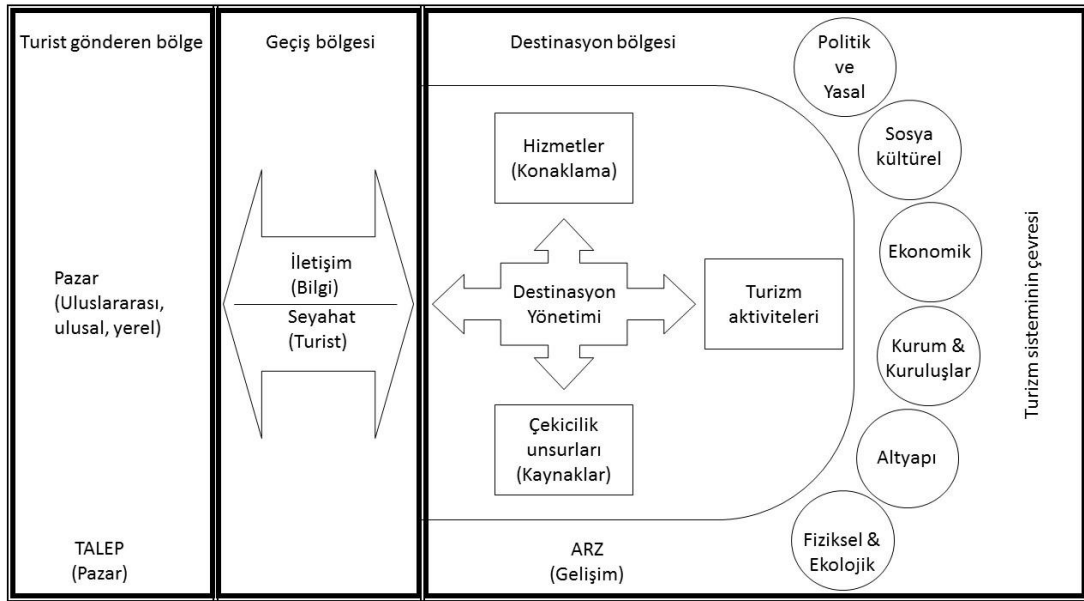 Turist gönderen bölge
Geçiş bölgesi
Destinasyon bölgesi
Pazar
(Uluslararası,
ulusal, yerel)
TALEP
(Pazar)
İletişim
(Bilgi)
Seyahat
(Turist)
Hizmetler
(Konaklama)
Destinasyon
Yönetimi
Turizm
aktiviteleri
Çekicilik
unsurları
(Kaynaklar)
ARZ
(Gelişim)
Politik
ve
Yasal
Sosya
kültürel
Ekonomik
Kurum &
Kuruluşlar
Altyapı
Fiziksel &
Ekolojik
Turizm sisteminin çevresi